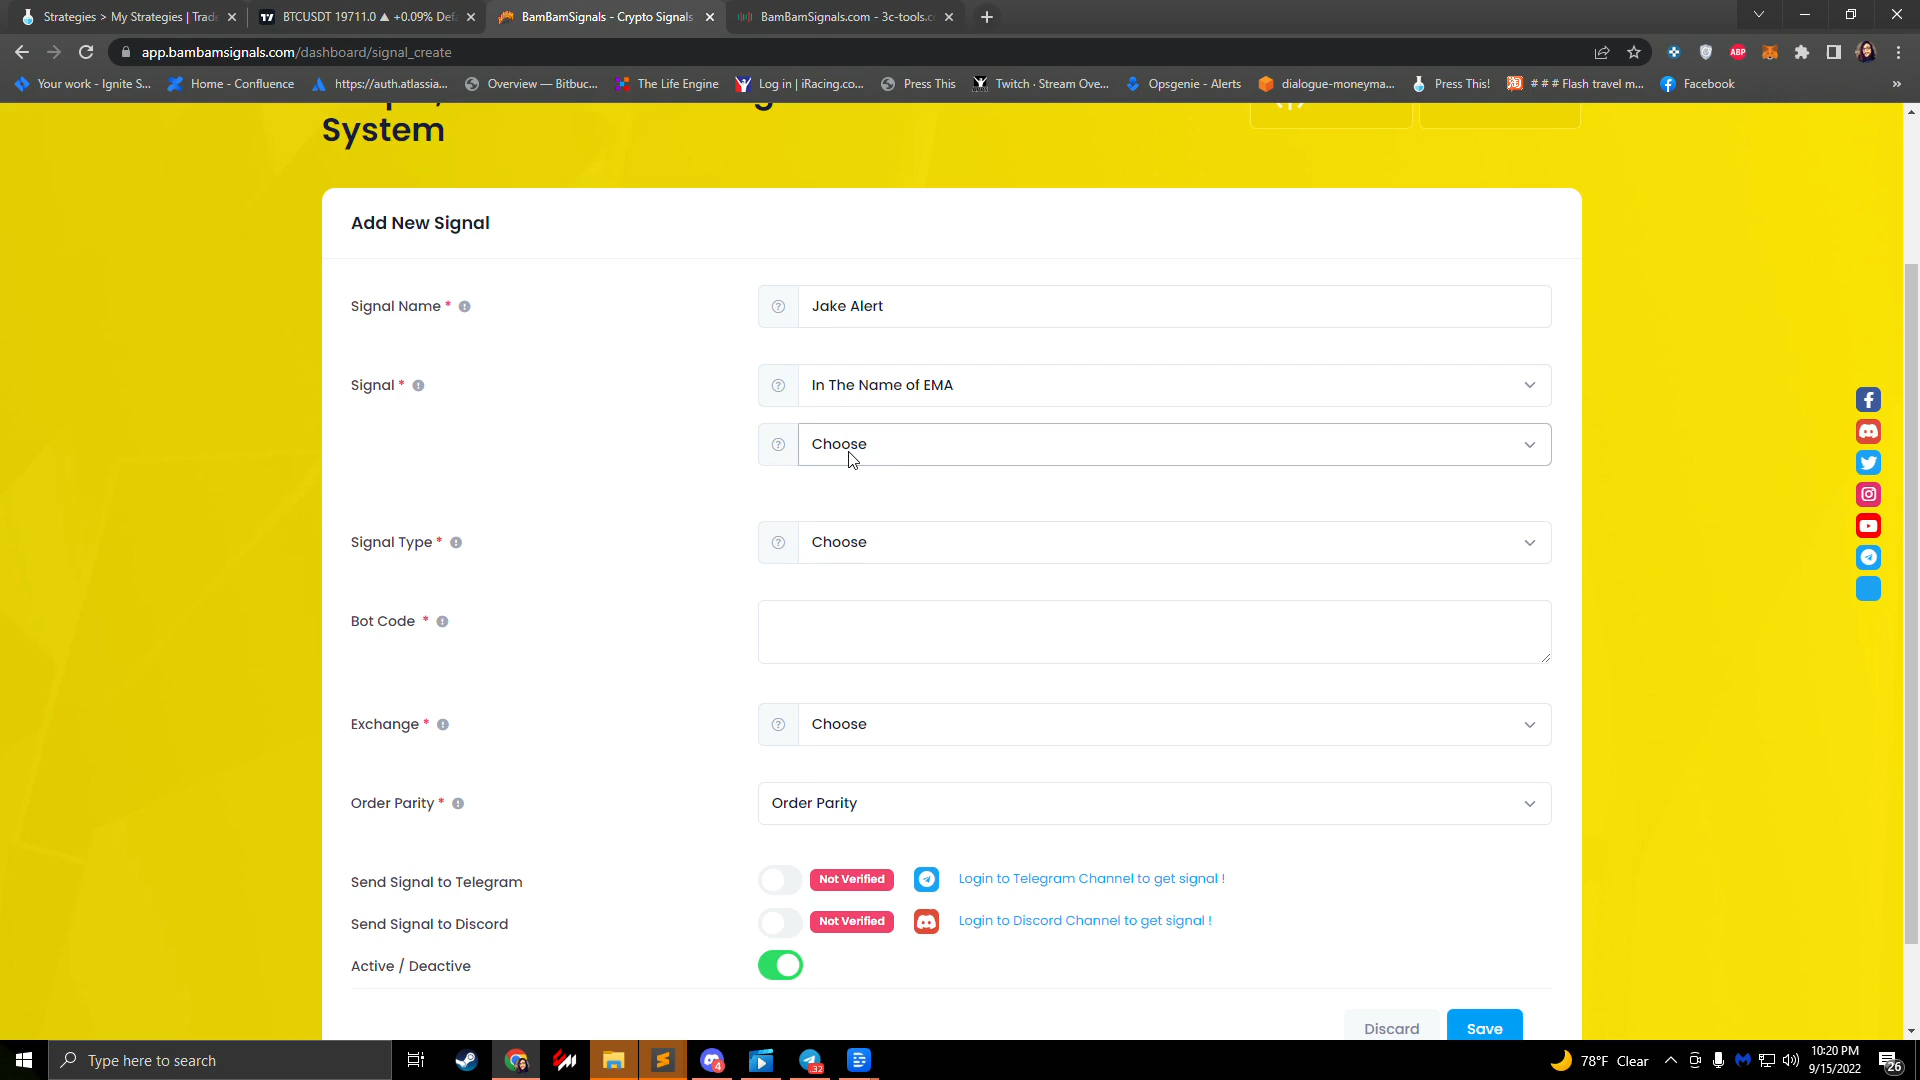 Strategies > My Strategies | Trade
BTCUSDT 19711.0 ▲ +0.09% Def
BamBamSignals - Crypto Signals
BamBamSignals.com - 3c-tools.c
app.bambamsignals.com/dashboard/signal_create
Your work - Ignite S...
Home - Confluence
https://auth.atlassia...
Overview — Bitbuc...
The Life Engine
Log in | iRacing.co...
Press This
Twitch · Stream Ove...
Opsgenie - Alerts
dialogue-moneyma...
Press This!
# # # Flash travel m...
Facebook
System
Add New Signal
Signal Name *
Jake Alert
Signal *
In The Name of EMA
Choose
Signal Type *
Choose
Bot Code *
Exchange *
Choose
Order Parity *
Order Parity
Send Signal to Telegram
Not Verified
Login to Telegram Channel to get signal !
Send Signal to Discord
Not Verified
Login to Discord Channel to get signal !
Active / Deactive
Discard
Save
Type here to search
4
32
78°F Clear
10:20 PM
9/15/2022
26